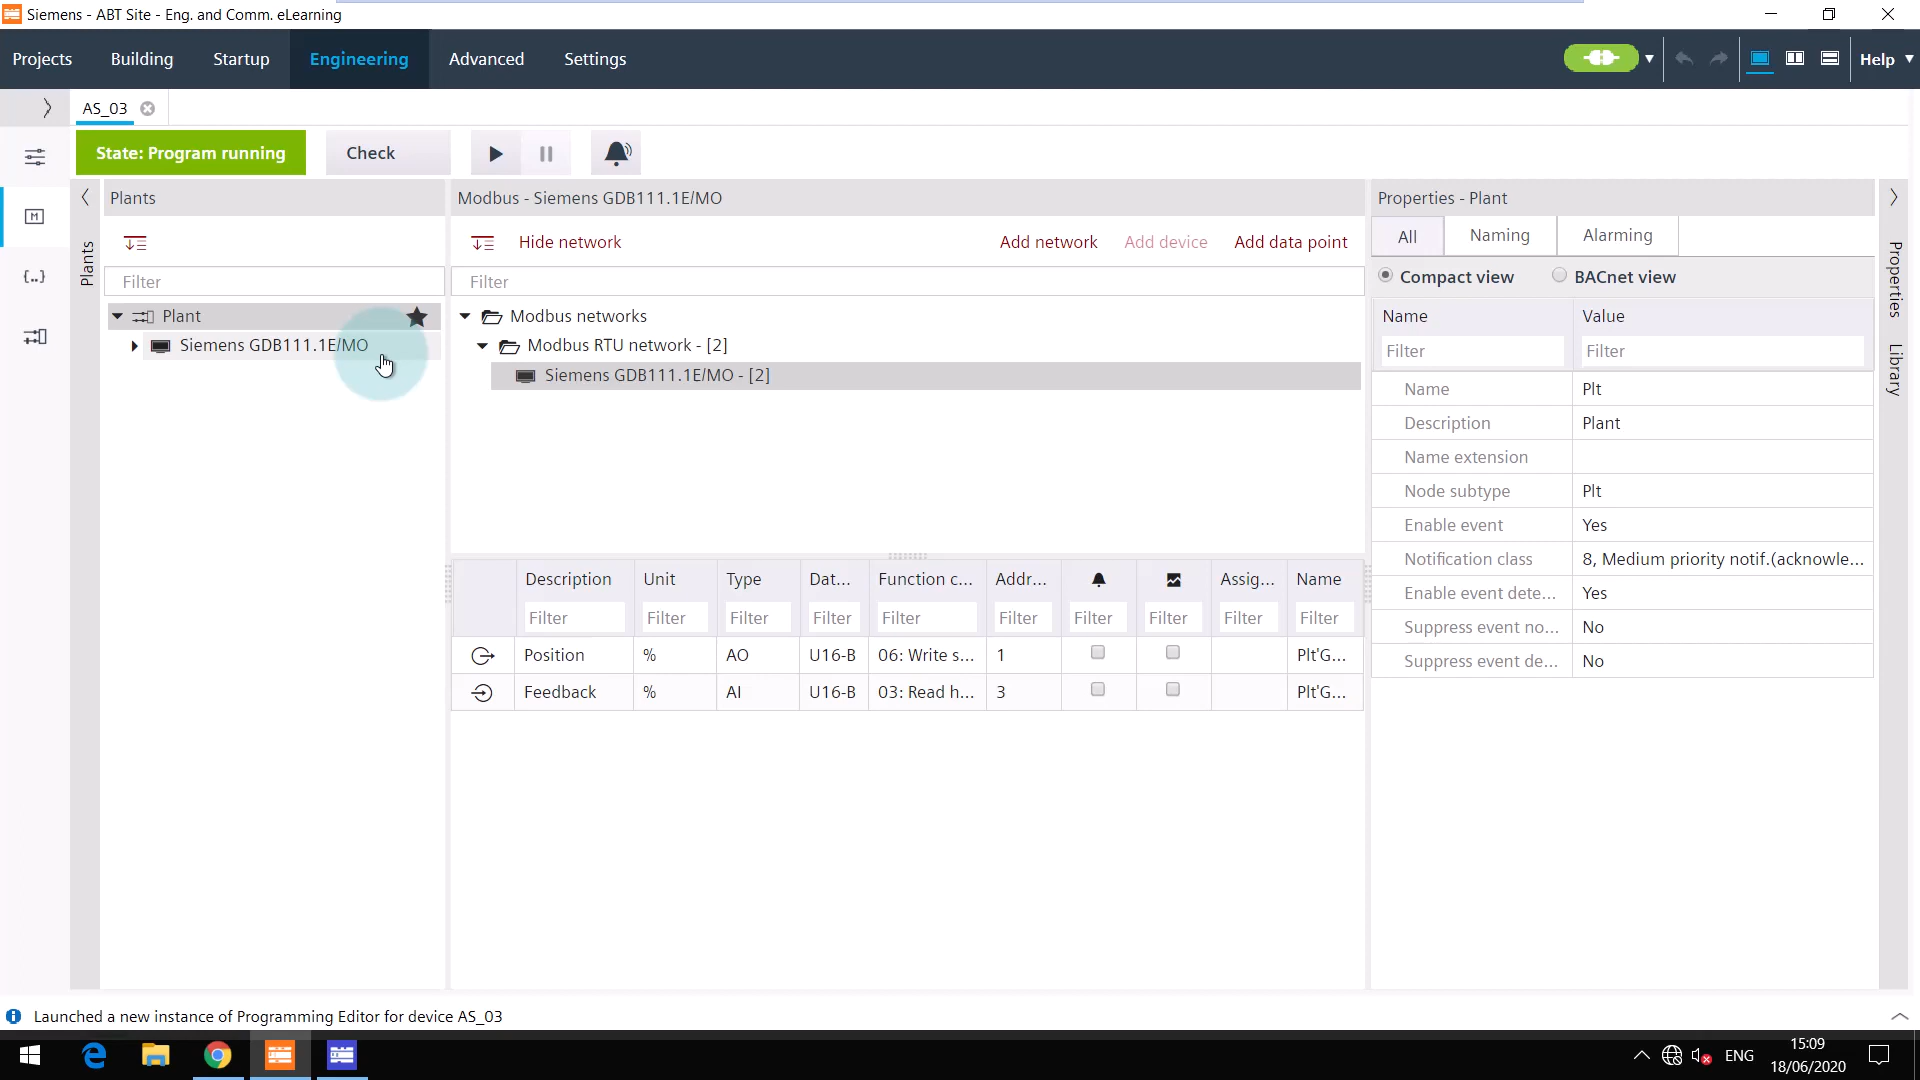 Siemens - ABT Site - Eng. and Comm. eLearning
Projects Building Startup Engineering Advanced Settings Help
AS_03
State: Program running Check
Plants Modbus - Siemens GDB111.1E/MO Properties - Plant
Hide network Add network Add device Add data point All Naming Alarming
Plants
Properties
Library
Filter Filter Compact view BACnet view
Plant Modbus networks Name Value
Siemens GDB111.1E/MO Modbus RTU network - [2] Filter Filter
Siemens GDB111.1E/MO - [2]
Name Plt
Description Plant
Name extension
Node subtype Plt
Enable event Yes
Notification class 8, Medium priority notif.(acknowle...
Enable event dete... Yes
Suppress event no... No
Suppress event de... No
Description Unit Type Dat... Function c... Addr... Assig... Name
Filter Filter Filter Filter Filter Filter Filter Filter Filter Filter
Position % AO U16-B 06: Write s... 1 Plt'G...
Feedback % AI U16-B 03: Read h... 3 Plt'G...
Launched a new instance of Programming Editor for device AS_03
ENG
15:09
18/06/2020